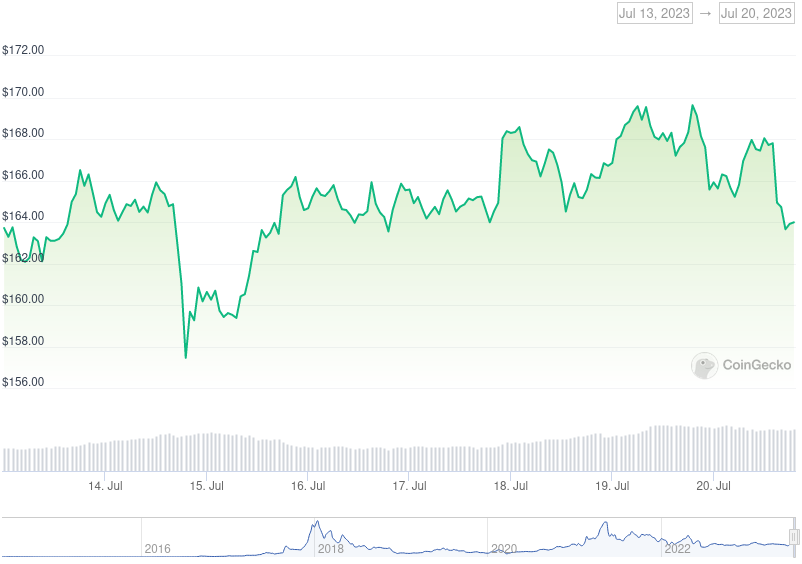 Jul 13, 2023 → Jul 20, 2023
$172.00
$170.00
$168.00
$166.00
$164.00
$162.00
$160.00
$158.00
CoinGecko
$156.00
14. Jul 15. Jul 16. Jul 17. Jul 18. Jul 19. Jul 20. Jul
2016 2018 2020 2022